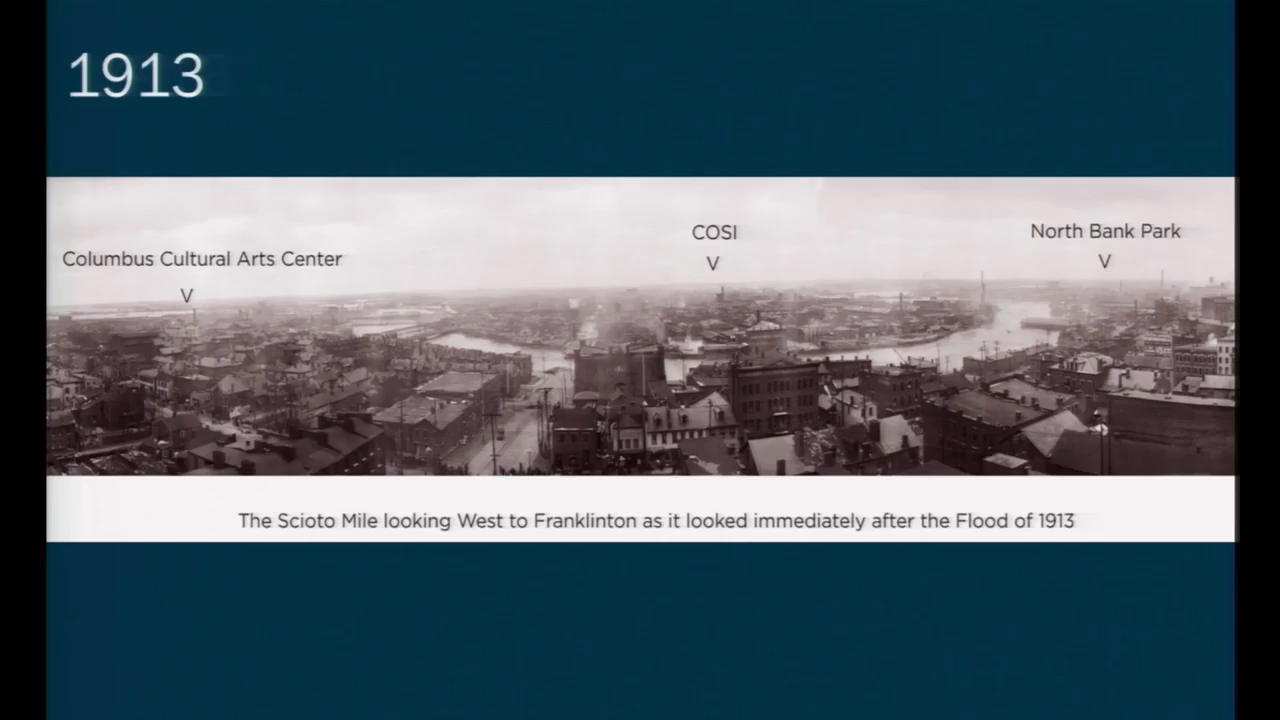 1913
Columbus Cultural Arts Center
V
COSI
V
North Bank Park
V
The Scioto Mile looking West to Franklinton as it looked immediately after the Flood of 1913